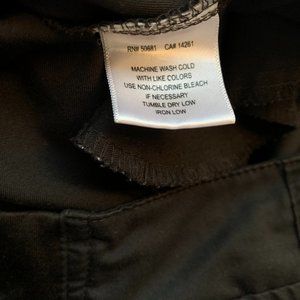 RN# 50681 CA# 14261
MACHINE WASH COLD
WITH LIKE COLORS
USE NON-CHLORINE BLEACH
IF NECESSARY
TUMBLE DRY LOW
IRON LOW